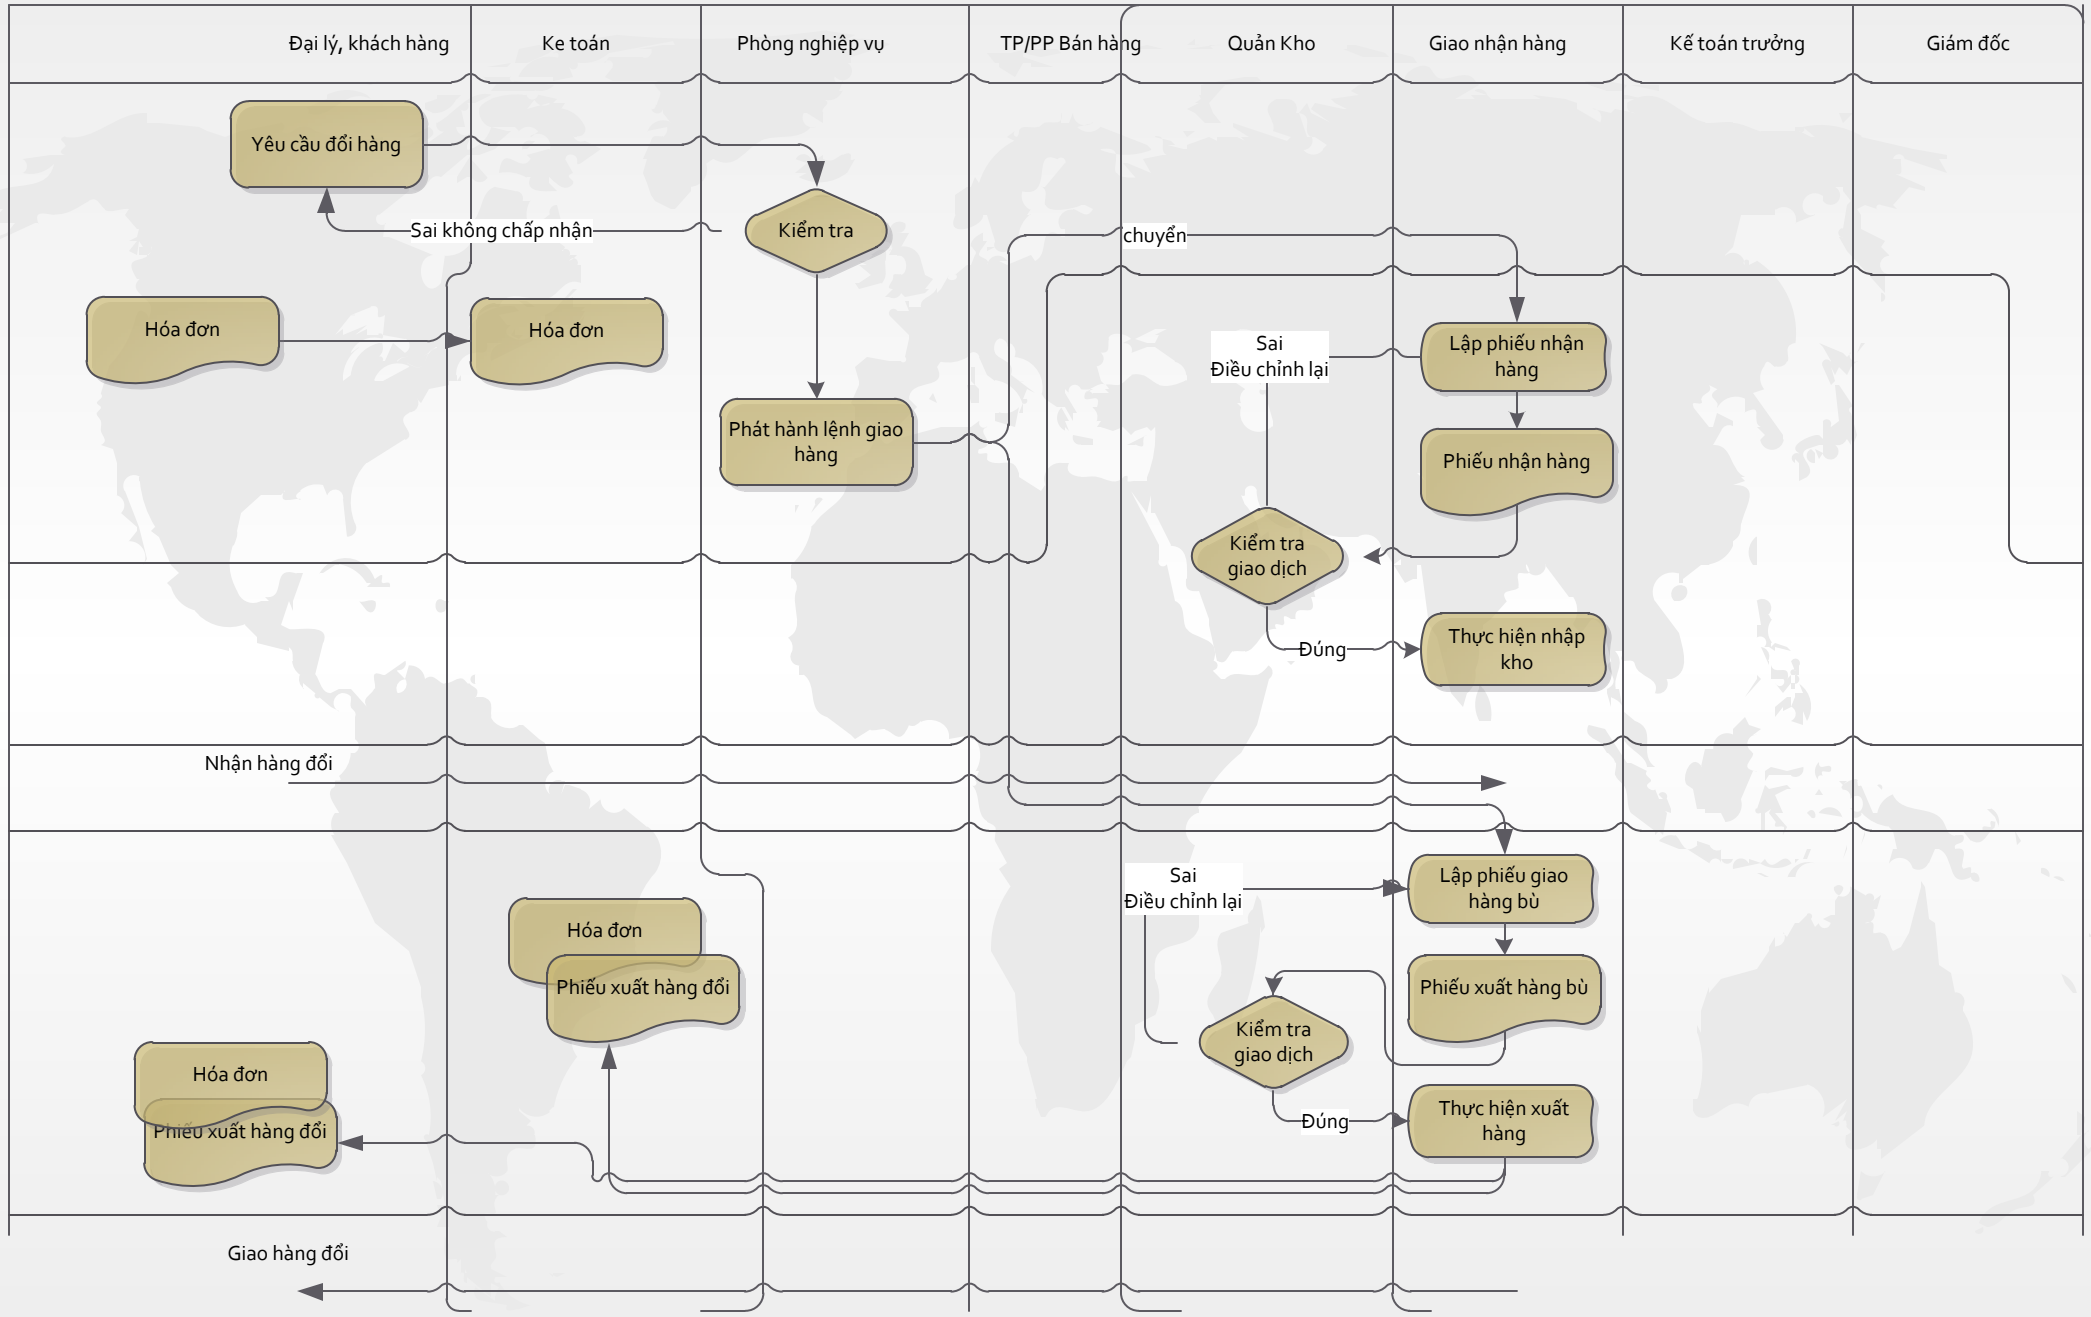 Đại lý, khách hàng
Ke toán
Phòng nghiệp vụ
TP/PP Bán hàng
Quản Kho
Giao nhận hàng
Kế toán trưởng
Giám đốc
Yêu cầu đổi hàng
Kiểm tra
Sai không chấp nhận
chuyển
Hóa đơn
Hóa đơn
Sai
Điều chỉnh lại
Lập phiếu nhận
hàng
Phát hành lệnh giao
hàng
Phiếu nhận hàng
Kiểm tra
giao dịch
Đúng
Thực hiện nhập
kho
Nhận hàng đổi
Sai
Điều chỉnh lại
Lập phiếu giao
hàng bù
Hóa đơn
Phiếu xuất hàng đổi
Phiếu xuất hàng bù
Kiểm tra
giao dịch
Hóa đơn
Phiếu xuất hàng đổi
Đúng
Thực hiện xuất
hàng
Giao hàng đổi